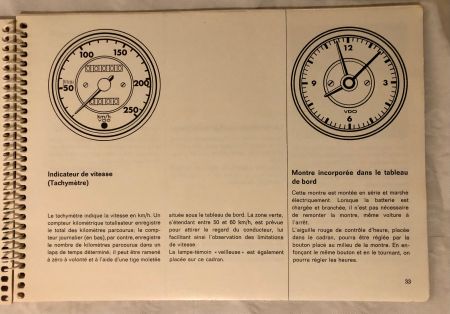 100
150
50
200
250
km/h
VDO
Indicateur de vitesse
(Tachymètre)
Le tachymètre indique la vitesse en km/h. Un
compteur kilométrique totalisateur enregistre
le total des kilomètres parcourus; le comp-
teur journalier (en bas), par contre, enregistre
le nombre de kilomètres parcourus dans un
laps de temps déterminé. Il peut être ramené
à zéro à volonté et à l'aide d'une tige moletée
située sous le tableau de bord. La zone verte,
s'étendant entre 50 et 60 km/h, est prévue
pour attirer le regard du conducteur, lui
facilitant ainsi l'observation des limitations
de vitesse.
La lampe-témoin «veilleuse» est également
placée sur ce cadran.
12
9
3
VDO
6
Montre incorporée dans le tableau
de bord
Cette montre est montée en série et marche
électriquement. Lorsque la batterie est
chargée et branchée, il n'est pas nécessaire
de remonter la montre, même voiture à
l'arrêt.
L'aiguille rouge de contrôle d'heure, placée
dans le cadran, pourra être réglée par le
bouton placé au milieu de la montre. En en-
fonçant le même bouton et en le tournant, on
pourra régler les heures.
33